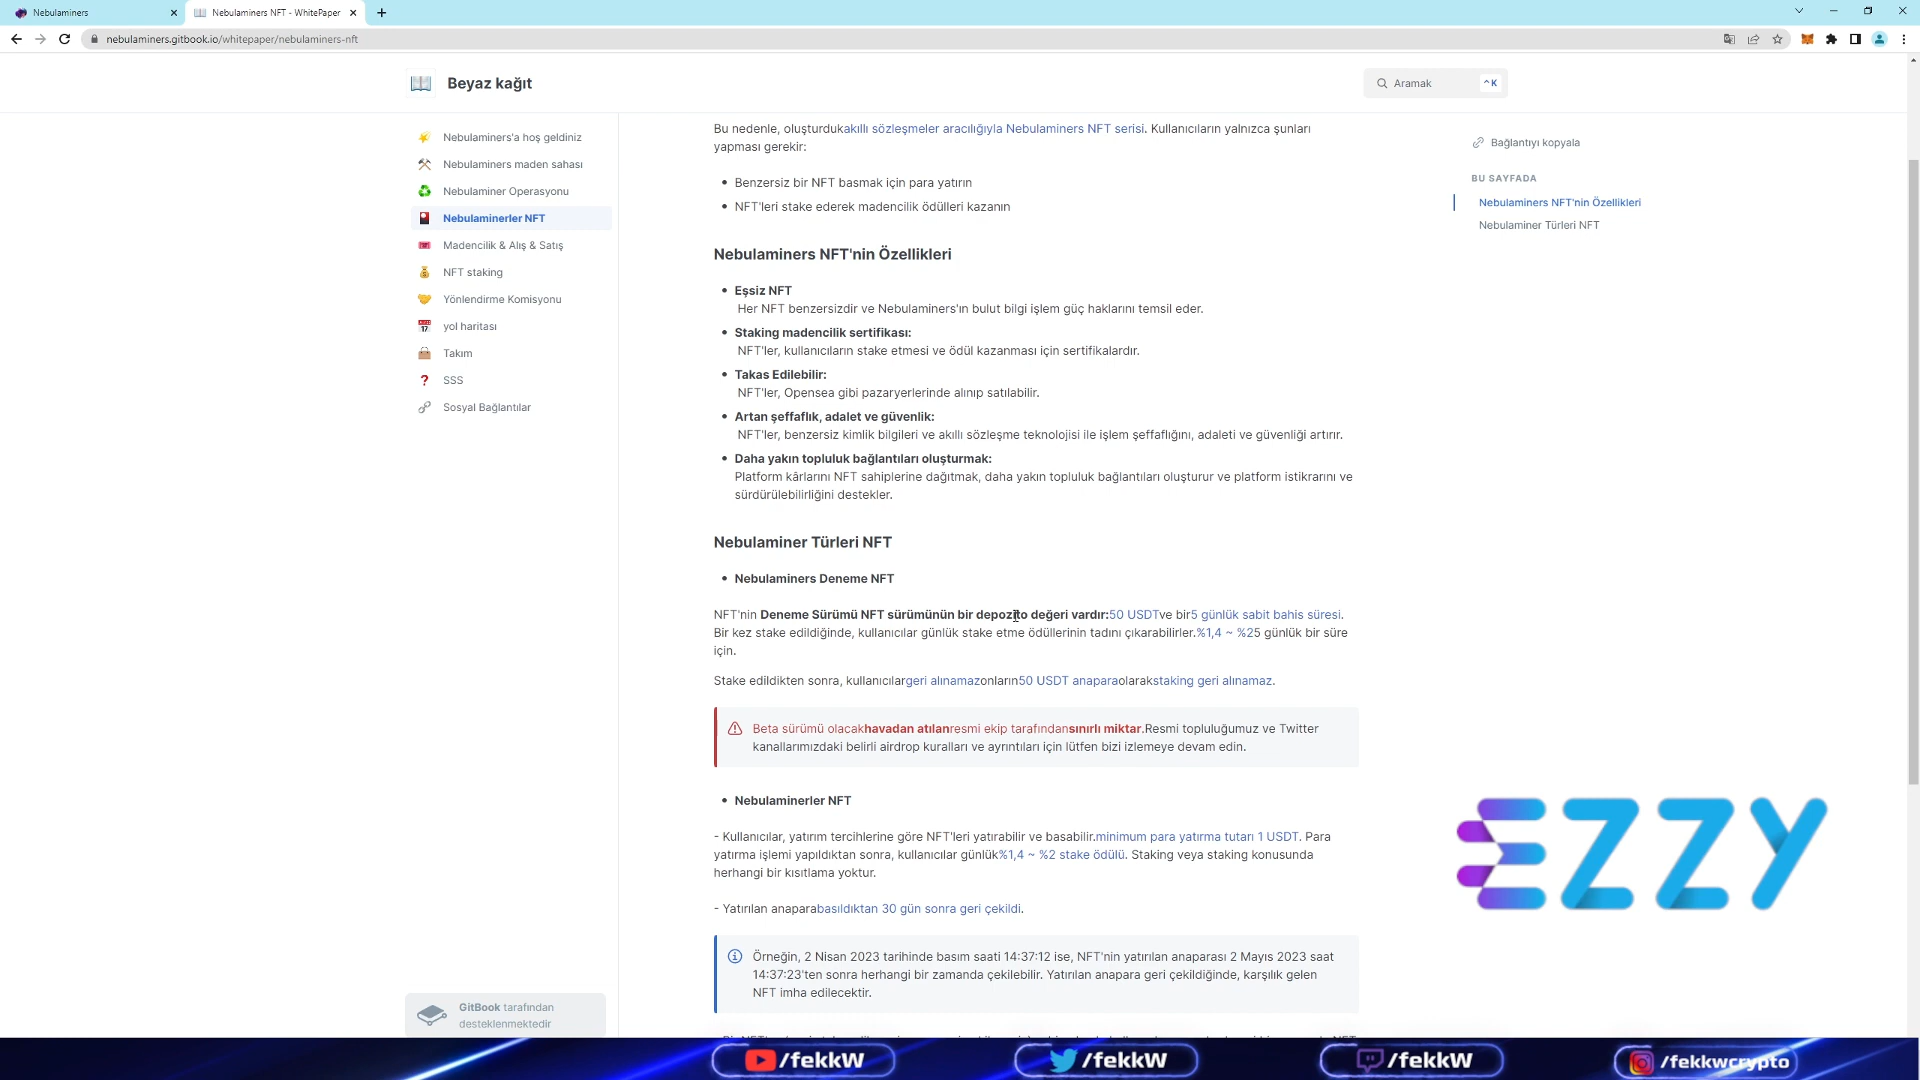 Nebulaminers
Nebulaminers NFT - WhitePaper
nebulaminers.gitbook.io/whitepaper/nebulaminers-nft
Beyaz kağıt
Aramak
^K
Nebulaminers'a hoş geldiniz
Nebulaminers maden sahası
Nebulaminer Operasyonu
Nebulaminerler NFT
Madencilik & Alış & Satış
NFT staking
Yönlendirme Komisyonu
yol haritası
Takım
SSS
Sosyal Bağlantılar
GitBook tarafından
desteklenmektedir
Bu nedenle, oluşturdukakıllı sözleşmeler aracılığıyla Nebulaminers NFT serisi. Kullanıcıların yalnızca şunları
yapması gerekir:
• Benzersiz bir NFT basmak için para yatırın
• NFT'leri stake ederek madencilik ödülleri kazanın
Nebulaminers NFT'nin Özellikleri
• Eşsiz NFT
Her NFT benzersizdir ve Nebulaminers'ın bulut bilgi işlem güç haklarını temsil eder.
• Staking madencilik sertifikası:
NFT'ler, kullanıcıların stake etmesi ve ödül kazanması için sertifikalardır.
• Takas Edilebilir:
NFT'ler, Opensea gibi pazaryerlerinde alınıp satılabilir.
• Artan şeffaflık, adalet ve güvenlik:
NFT'ler, benzersiz kimlik bilgileri ve akıllı sözleşme teknolojisi ile işlem şeffaflığını, adaleti ve güvenliği artırır.
• Daha yakın topluluk bağlantıları oluşturmak:
Platform kârlarını NFT sahiplerine dağıtmak, daha yakın topluluk bağlantıları oluşturur ve platform istikrarını ve
sürdürülebilirliğini destekler.
Nebulaminer Türleri NFT
• Nebulaminers Deneme NFT
NFT'nin Deneme Sürümü NFT sürümünün bir depozito değeri vardır:50 USDTve bir5 günlük sabit bahis süresi.
Bir kez stake edildiğinde, kullanıcılar günlük stake etme ödüllerinin tadını çıkarabilirler.%1,4 ~ %25 günlük bir süre
için.
Stake edildikten sonra, kullanıcılargeri alınamazonların50 USDT anaparaolarakstaking geri alınamaz.
Beta sürümü olacakhavadan atılanresmi ekip tarafındansınırlı miktar.Resmi topluluğumuz ve Twitter
kanallarımızdaki belirli airdrop kuralları ve ayrıntıları için lütfen bizi izlemeye devam edin.
• Nebulaminerler NFT
- Kullanıcılar, yatırım tercihlerine göre NFT'leri yatırabilir ve basabilir.minimum para yatırma tutarı 1 USDT. Para
yatırma işlemi yapıldıktan sonra, kullanıcılar günlük%1,4 ~ %2 stake ödülü. Staking veya staking konusunda
herhangi bir kısıtlama yoktur.
- Yatırılan anaparabasıldıktan 30 gün sonra geri çekildi.
Örneğin, 2 Nisan 2023 tarihinde basım saati 14:37:12 ise, NFT'nin yatırılan anaparası 2 Mayıs 2023 saat
14:37:23'ten sonra herhangi bir zamanda çekilebilir. Yatırılan anapara geri çekildiğinde, karşılık gelen
NFT imha edilecektir.
Bağlantıyı kopyala
BU SAYFADA
Nebulaminers NFT'nin Özellikleri
Nebulaminer Türleri NFT
EZZY
/fekkW
/fekkW
/fekkW
/fekkwcrypto